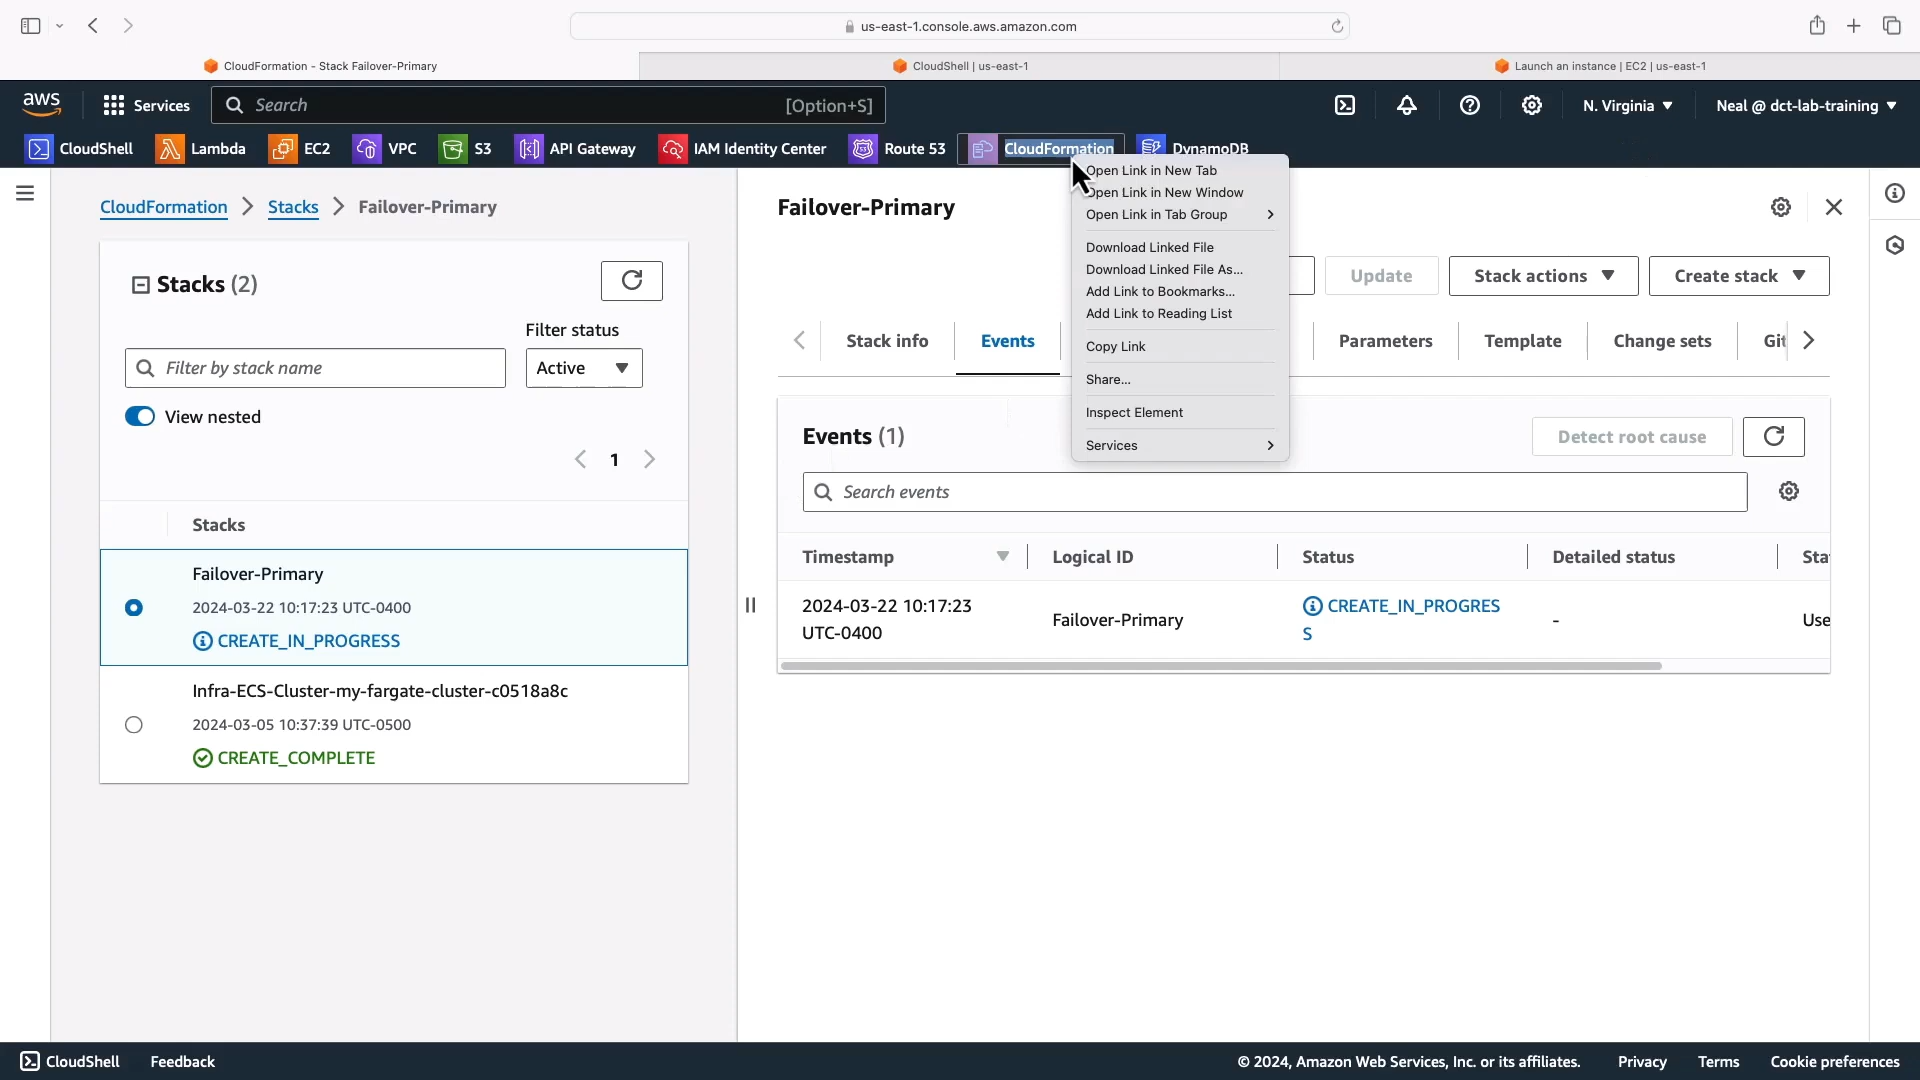 us-east-1.console.aws.amazon.com
CloudFormation - Stack Failover-Primary
CloudShell | us-east-1
Launch an instance | EC2 | us-east-1
aws
Services
Search
[Option+S]
N. Virginia
Neal @ dct-lab-training
CloudShell
Lambda
EC2
VPC
S3
API Gateway
IAM Identity Center
Route 53
CloudFormation
DynamoDB
Open Link in New Tab
Open Link in New Window
Open Link in Tab Group
Download Linked File
Download Linked File As...
Add Link to Bookmarks...
Add Link to Reading List
Copy Link
Share...
Inspect Element
Services
CloudFormation
Stacks
Failover-Primary
Stacks (2)
Filter status
Filter by stack name
Active
View nested
1
Stacks
Failover-Primary
2024-03-22 10:17:23 UTC-0400
CREATE_IN_PROGRESS
Infra-ECS-Cluster-my-fargate-cluster-c0518a8c
2024-03-05 10:37:39 UTC-0500
CREATE_COMPLETE
Failover-Primary
Update
Stack actions
Create stack
Stack info
Events
Parameters
Template
Change sets
Git
Events (1)
Detect root cause
Search events
Timestamp
Logical ID
Status
Detailed status
Sta
2024-03-22 10:17:23
UTC-0400
Failover-Primary
CREATE_IN_PROGRES
S
-
Use
CloudShell
Feedback
© 2024, Amazon Web Services, Inc. or its affiliates.
Privacy
Terms
Cookie preferences